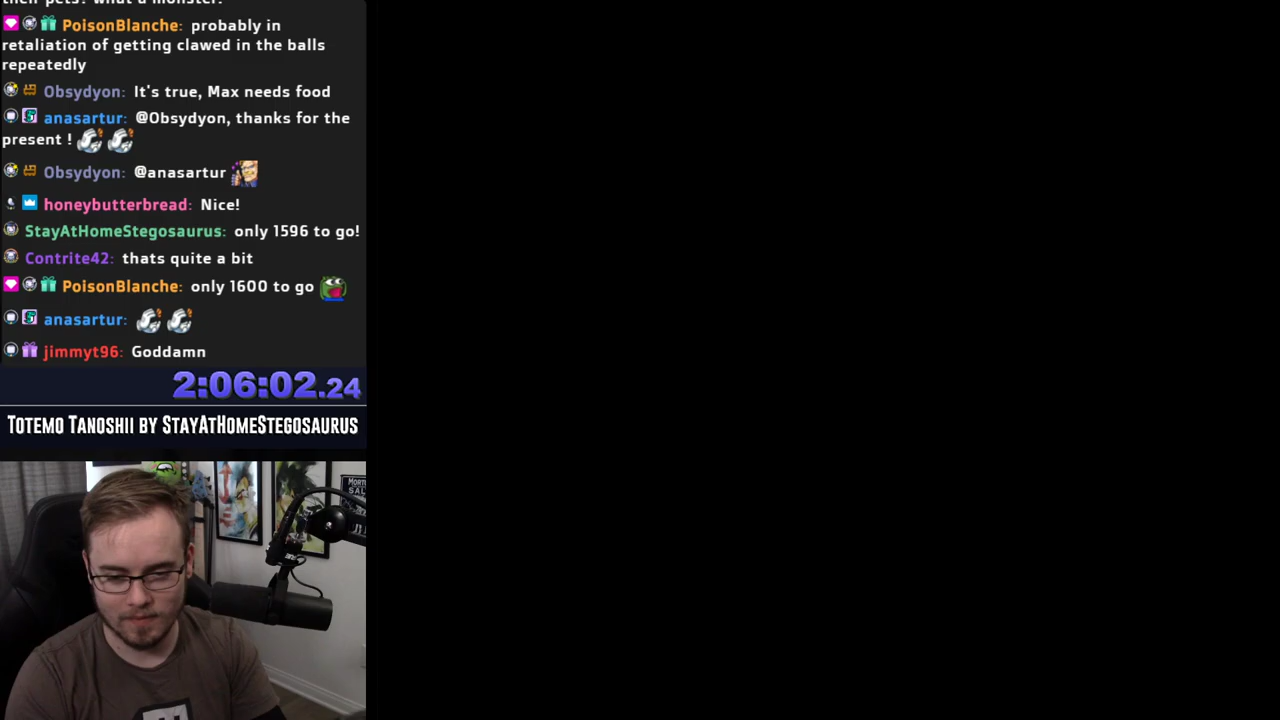 PoisonBlanche: probably in
retaliation of getting clawed in the balls
repeatedly
Obsydyon: It's true, Max needs food
anasartur: @Obsydyon, thanks for the
present !
Obsydyon: @anasartur
honeybutterbread: Nice!
StayAtHomeStegosaurus: only 1596 to go!
Contrite42: thats quite a bit
PoisonBlanche: only 1600 to go
anasartur:
jimmyt96: Goddamn
2:06:02.24
TOTEMO TANOSHII BY STAYATHOMESTEGOSAURUS